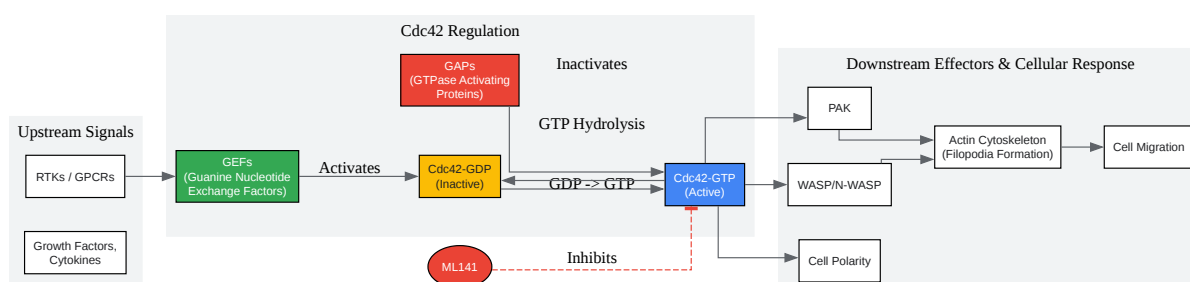 Cdc42 Regulation
GAPs
(GTPase Activating
Proteins)
Inactivates
GTP Hydrolysis
Upstream Signals
RTKs / GPCRs
Growth Factors,
Cytokines
GEFs
(Guanine Nucleotide
Exchange Factors)
Activates
Cdc42-GDP
(Inactive)
GDP -> GTP
Cdc42-GTP
(Active)
ML141
Inhibits
Downstream Effectors & Cellular Response
PAK
WASP/N-WASP
Actin Cytoskeleton
(Filopodia Formation)
Cell Migration
Cell Polarity